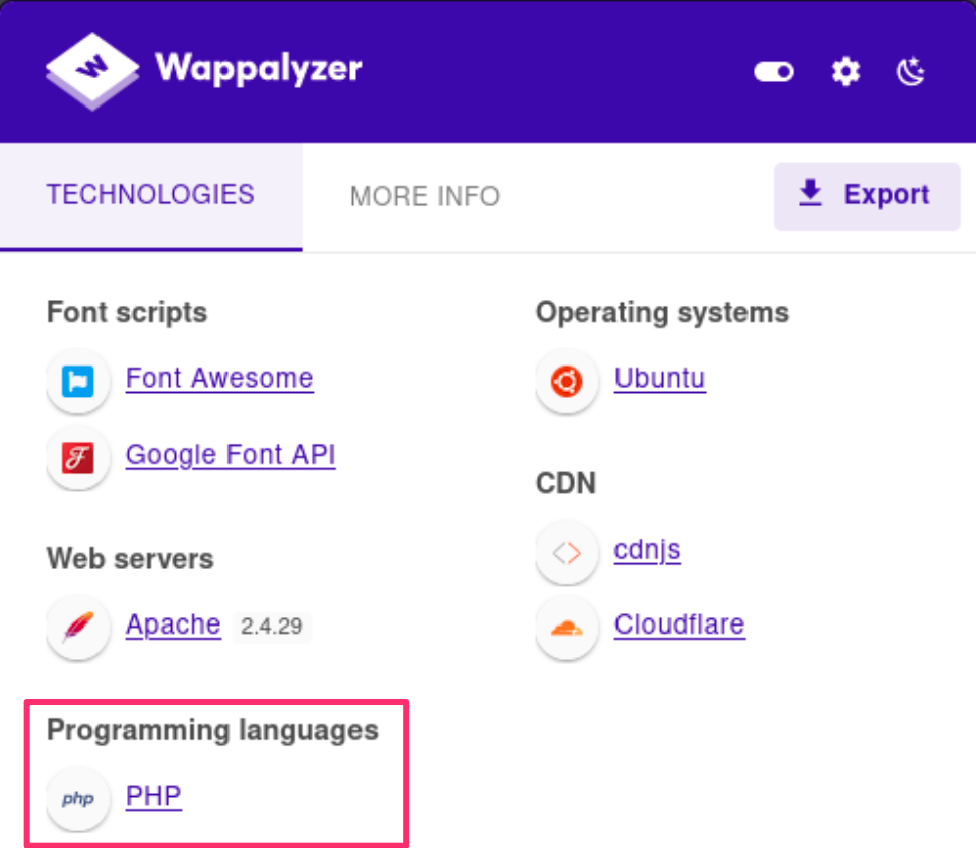 Wappalyzer
TECHNOLOGIES
MORE INFO
Export
Font scripts
Font Awesome
Google Font API
Web servers
Apache 2.4.29
Programming languages
php PHP
Operating systems
Ubuntu
CDN
cdnjs
Cloudflare